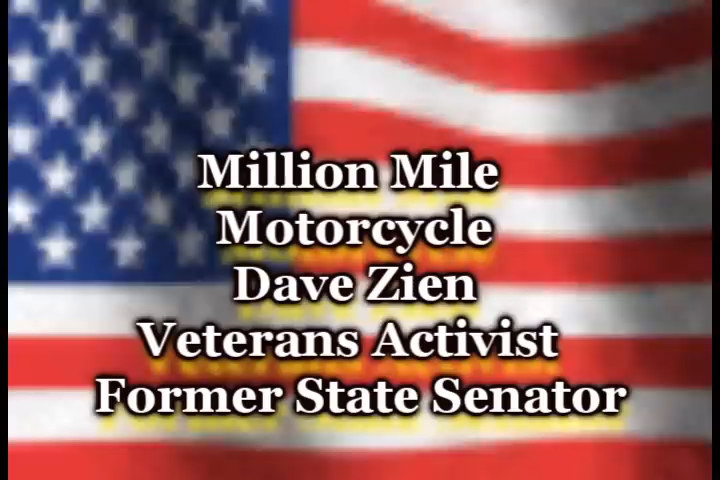 Million Mile
Motorcycle
Dave Zien
Veterans Activist
Former State Senator